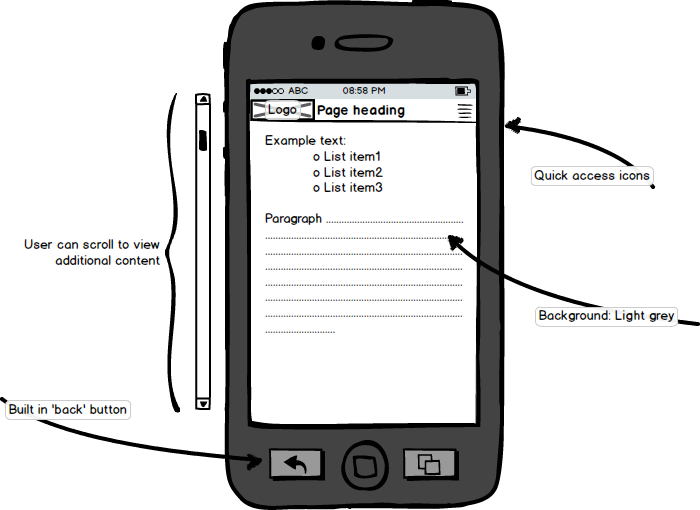 ABC 08:58 PM
Logo Page heading
Example text:
o List item1
o List item2
o List item3
Paragraph ......................................................
Quick access icons
User can scroll to view
additional content
Background: Light grey
Built in 'back' button